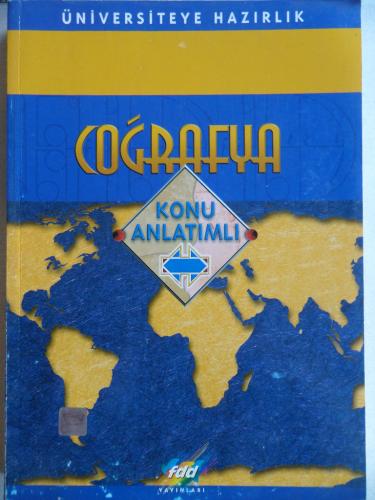 ÜNİVERSİTEYE HAZIRLIK
COĞRAFYA
KONU
ANLATIMLI
fdd
YAYINLARI